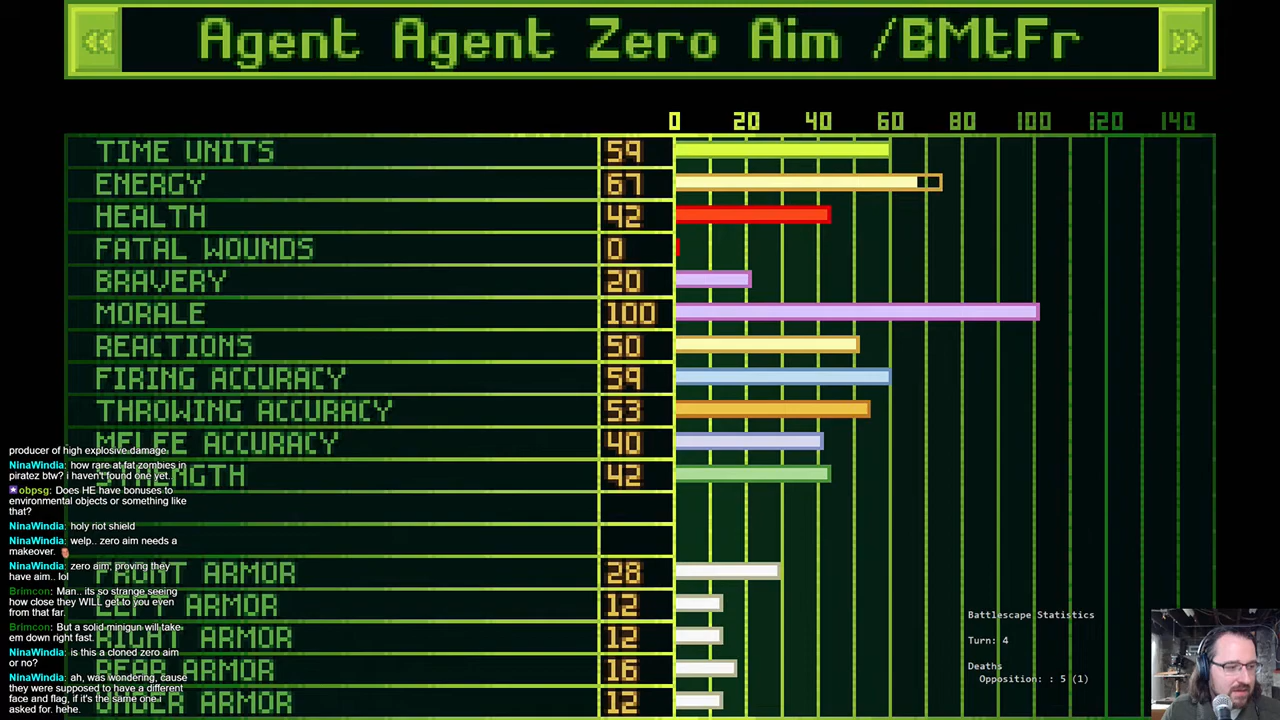 Agent Agent Zero Aim /BMtFr
0 20 40 60 80 100 120 140
TIME UNITS 59
ENERGY 67
HEALTH 42
FATAL WOUNDS 0
BRAVERY 20
MORALE 100
REACTIONS 50
FIRING ACCURACY 59
THROWING ACCURACY 53
MELEE ACCURACY 40
STRENGTH 42
FRONT ARMOR 28
LEFT ARMOR 12
RIGHT ARMOR 12
REAR ARMOR 16
UNDER ARMOR 12
producer of high explosive damage
NinaWindia: how rare at fat zombies in
piratez btw? i haven't found one yet.
obpsg: Does HE have bonuses to
environmental objects or something like
that?
NinaWindia: holy riot shield
NinaWindia: welp.. zero aim needs a
makeover.
NinaWindia: zero aim, proving they
have aim.. lol
Brimcon: Man.. its so strange seeing
how close they WILL get to you even
from that far.
Brimcon: But a solid minigun will take
em down right fast.
NinaWindia: is this a cloned zero aim
or no?
NinaWindia: ah, was wondering, cause
they were supposed to have a different
face and flag, if it's the same one i
asked for. hehe.
Battlescape Statistics
Turn: 4
Deaths
Opposition: : 5 (1)